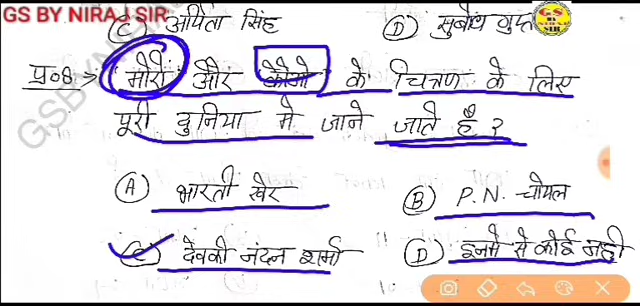 GS BY NIRAJ SIR
(C) अर्पिता सिंह (D) सुबोध गुप्त
प्र०8 → मोरों और के चित्रण के लिए
पूरी दुनिया मे जाने जाते है?
(A) भारती खेर (B) P.N. चोयल
(C) देवकी नंदन शर्मा (D) इनमे से कोई नही